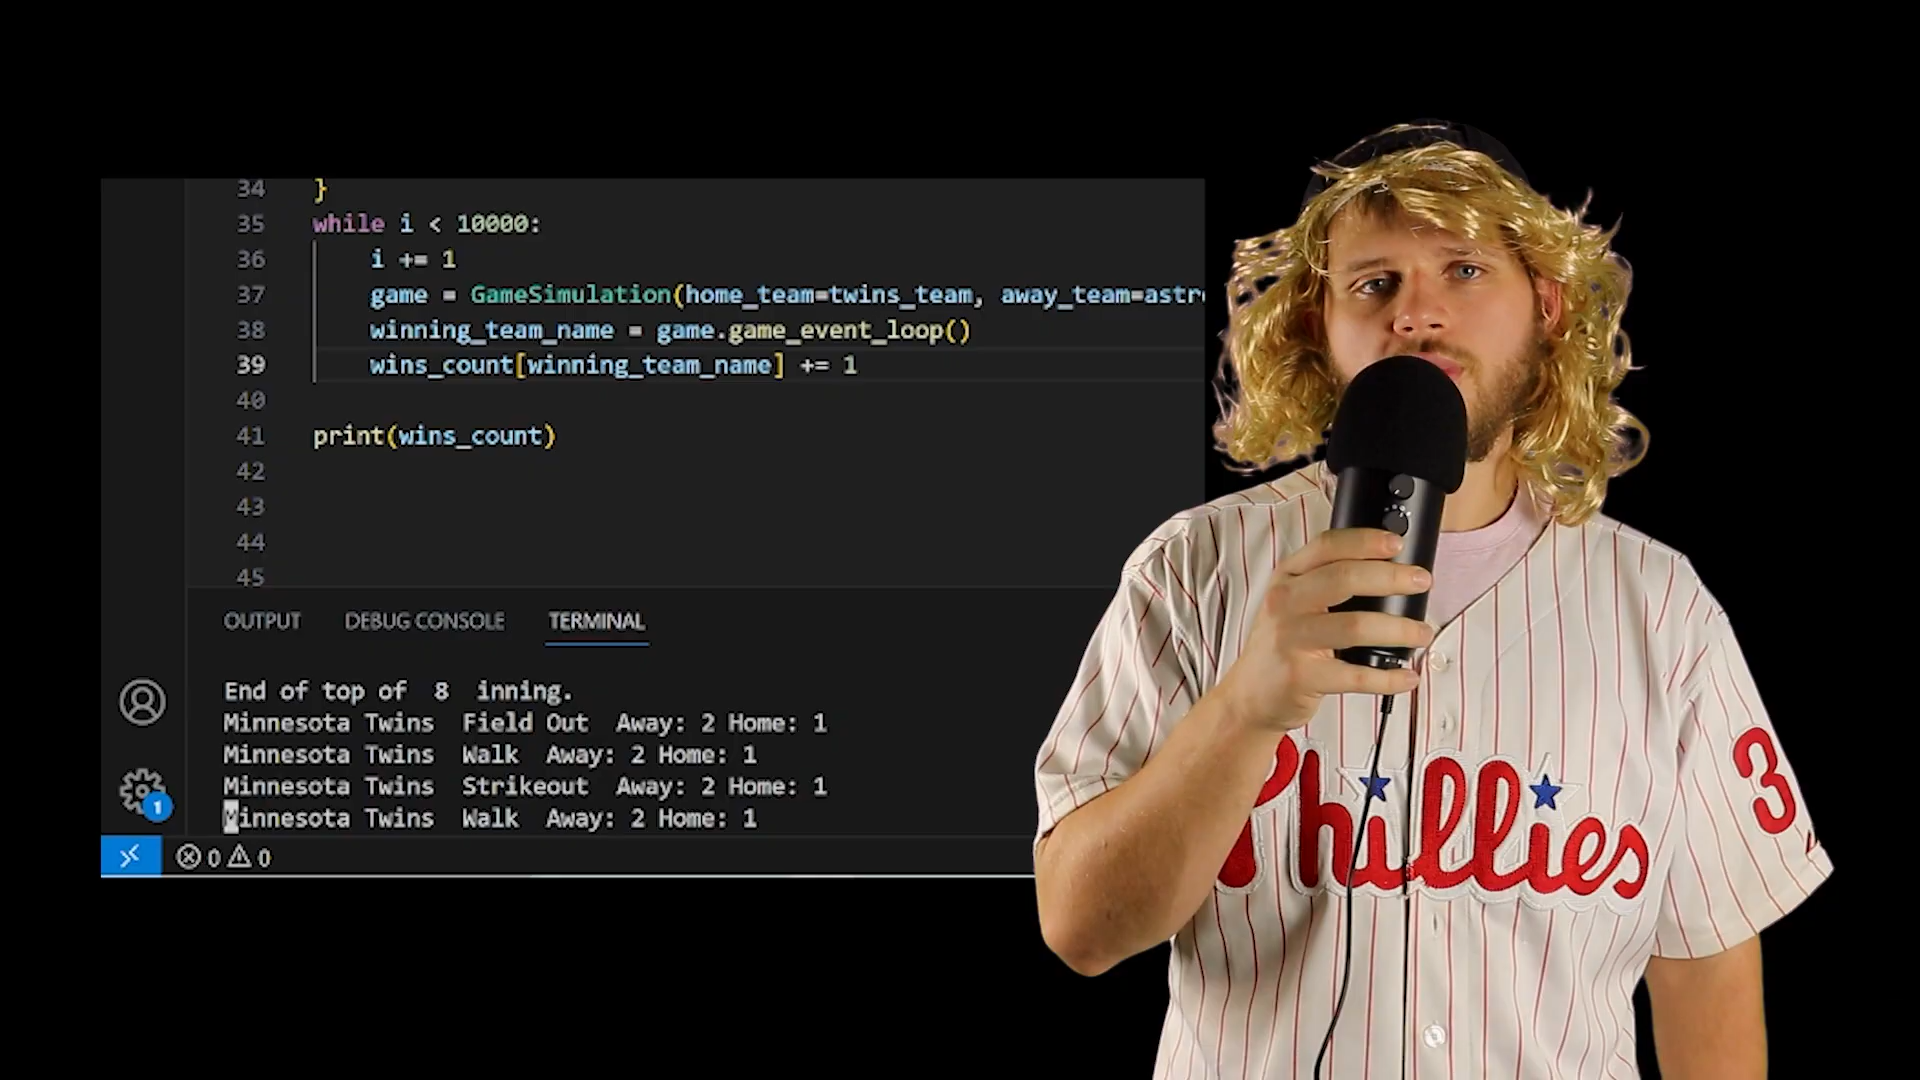 34 }
35 while i < 10000:
36 i += 1
37 game = GameSimulation(home_team=twins_team, away_team=astr
38 winning_team_name = game.game_event_loop()
39 wins_count[winning_team_name] += 1
40
41 print(wins_count)
42
43
44
45
OUTPUT DEBUG CONSOLE TERMINAL
End of top of 8 inning.
Minnesota Twins Field Out Away: 2 Home: 1
Minnesota Twins Walk Away: 2 Home: 1
Minnesota Twins Strikeout Away: 2 Home: 1
Minnesota Twins Walk Away: 2 Home: 1
1
0 0
Phillies
3